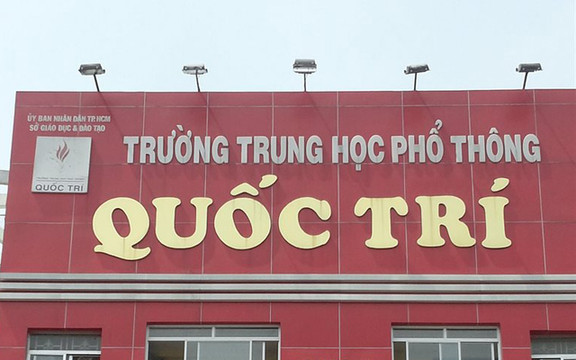 ỦY BAN NHÂN DÂN TP.HCM
SỞ GIÁO DỤC & ĐÀO TẠO
TRƯỜNG TRUNG HỌC PHỔ THÔNG
QUỐC TRÍ
QUỐC TRÍ